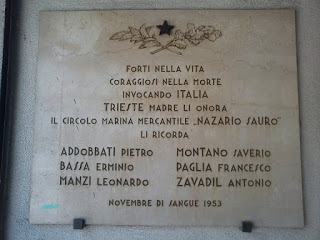 FORTI NELLA VITA
CORAGGIOSI NELLA MORTE
INVOCANDO ITALIA
TRIESTE MADRE LI ONORA
IL CIRCOLO MARINA MERCANTILE „NAZARIO SAURO”
LI RICORDA
ADDOBBATI PIETRO MONTANO SAVERIO
BASSA ERMINIO PAGLIA FRANCESCO
MANZI LEONARDO ZAVADIL ANTONIO
NOVEMBRE DI SANGUE 1953